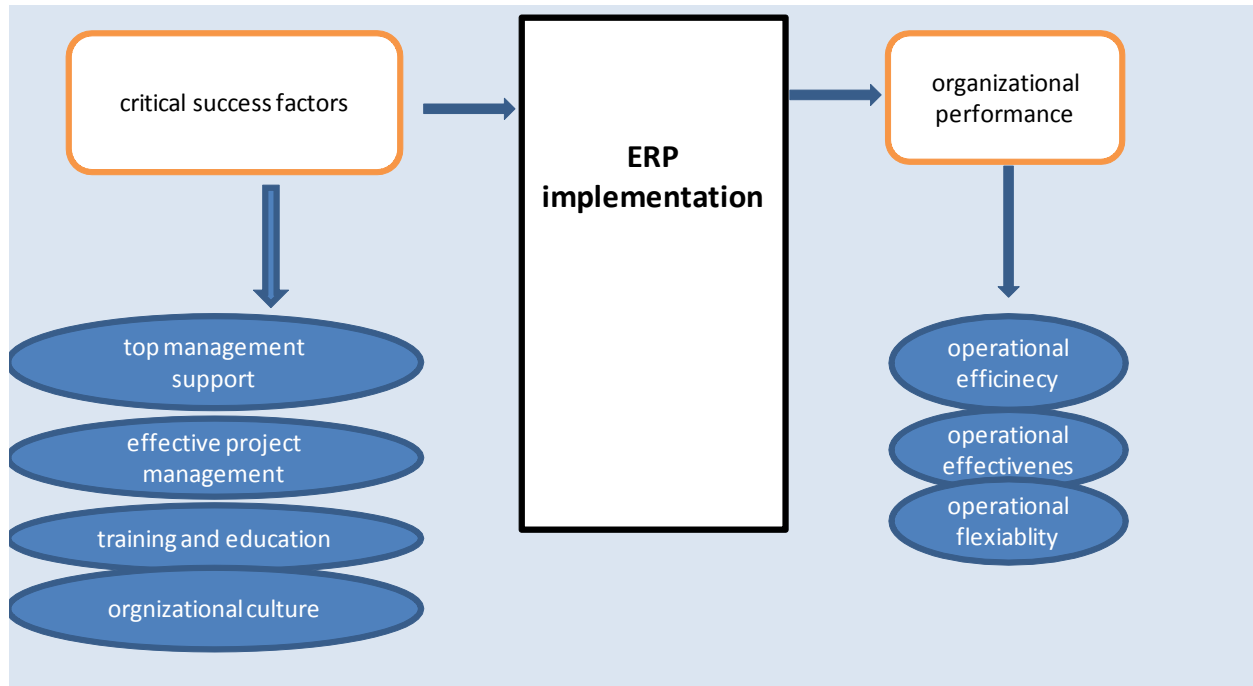 critical success factors
ERP
implementation
organizational
performance
top management
support
effective project
management
training and education
orgnizational culture
operational
efficinecy
operational
effectivenes
operational
flexiablity